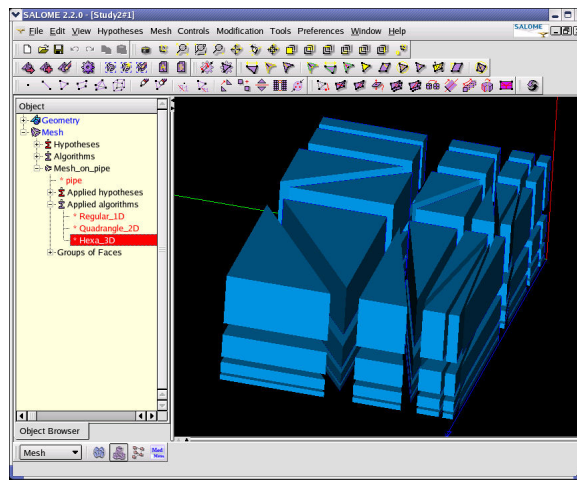 SALOME 2.2.0 - [Study2#1]
File Edit View Hypotheses Mesh Controls Modification Tools Preferences Window Help
SALOME
Object
Geometry
Mesh
Hypotheses
Algorithms
Mesh_on_pipe
* pipe
Applied hypotheses
Applied algorithms
* Regular_1D
* Quadrangle_2D
* Hexa_3D
Groups of Faces
Object Browser
Mesh